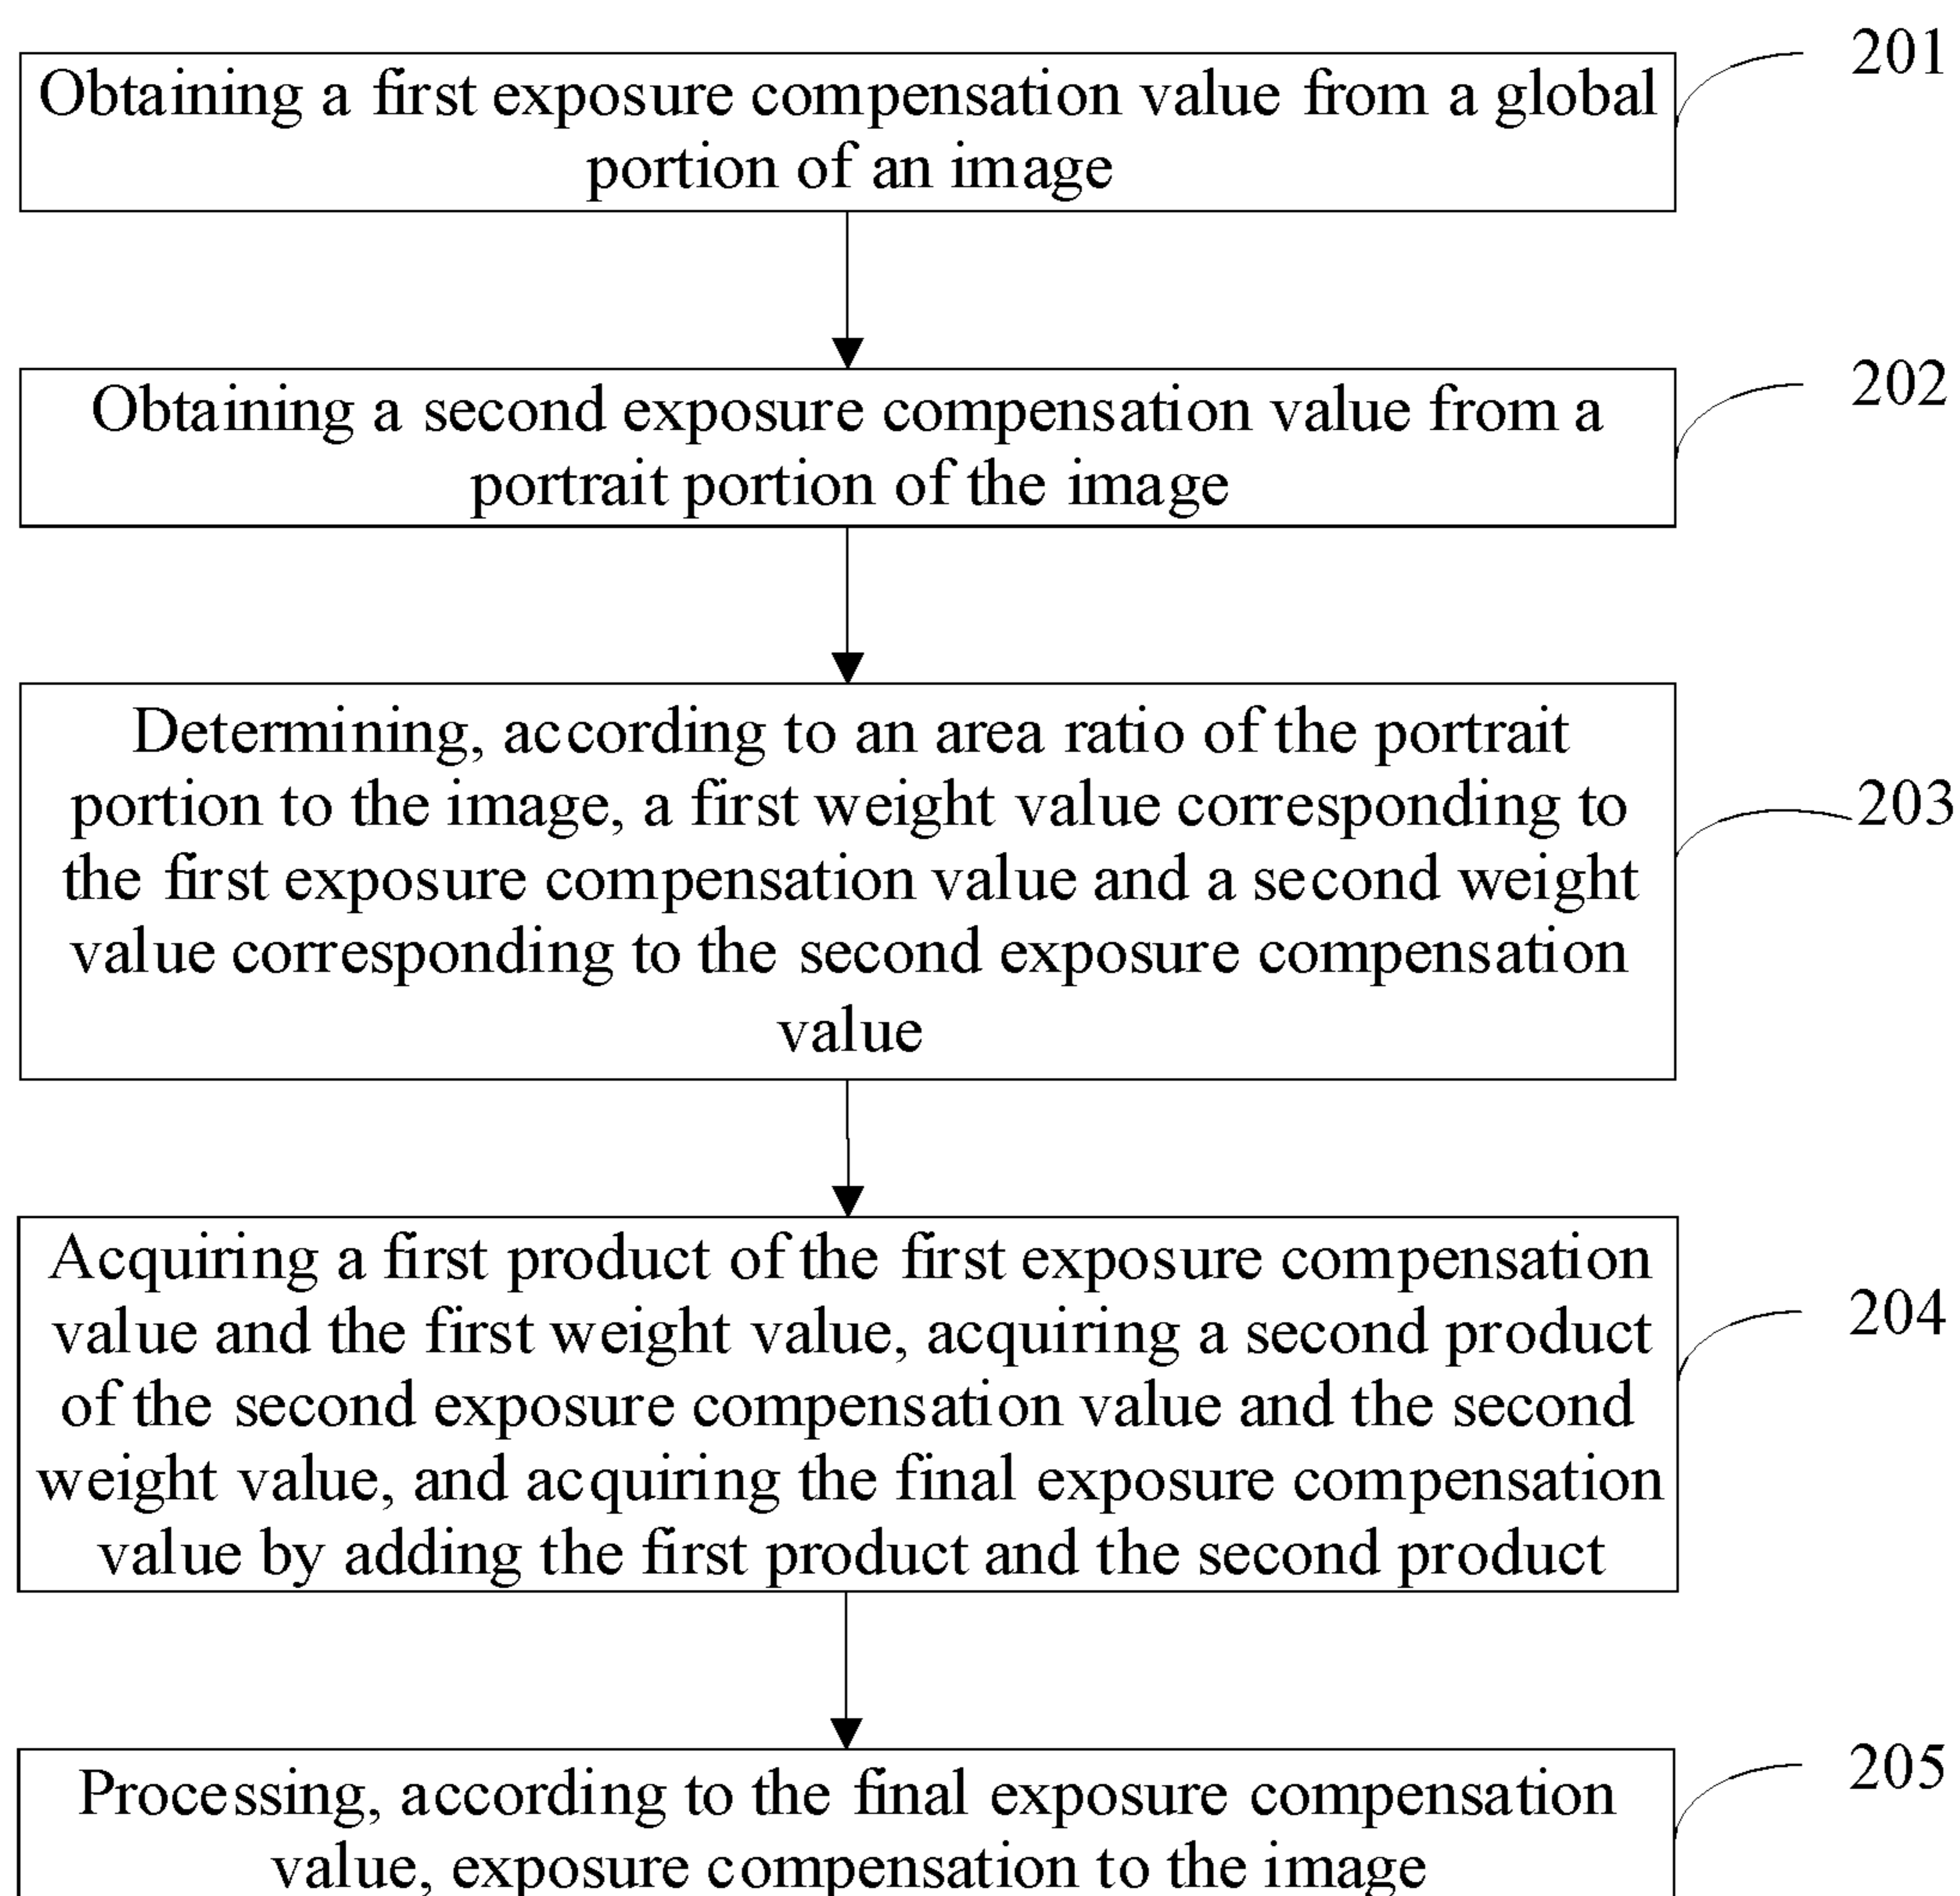 Obtaining a first exposure compensation value from a global
portion of an image
201
Obtaining a second exposure compensation value from a
portrait portion of the image
202
Determining, according to an area ratio of the portrait
portion to the image, a first weight value corresponding to
the first exposure compensation value and a second weight
value corresponding to the second exposure compensation
value
203
Acquiring a first product of the first exposure compensation
value and the first weight value, acquiring a second product
of the second exposure compensation value and the second
weight value, and acquiring the final exposure compensation
value by adding the first product and the second product
204
Processing, according to the final exposure compensation
value, exposure compensation to the image
205